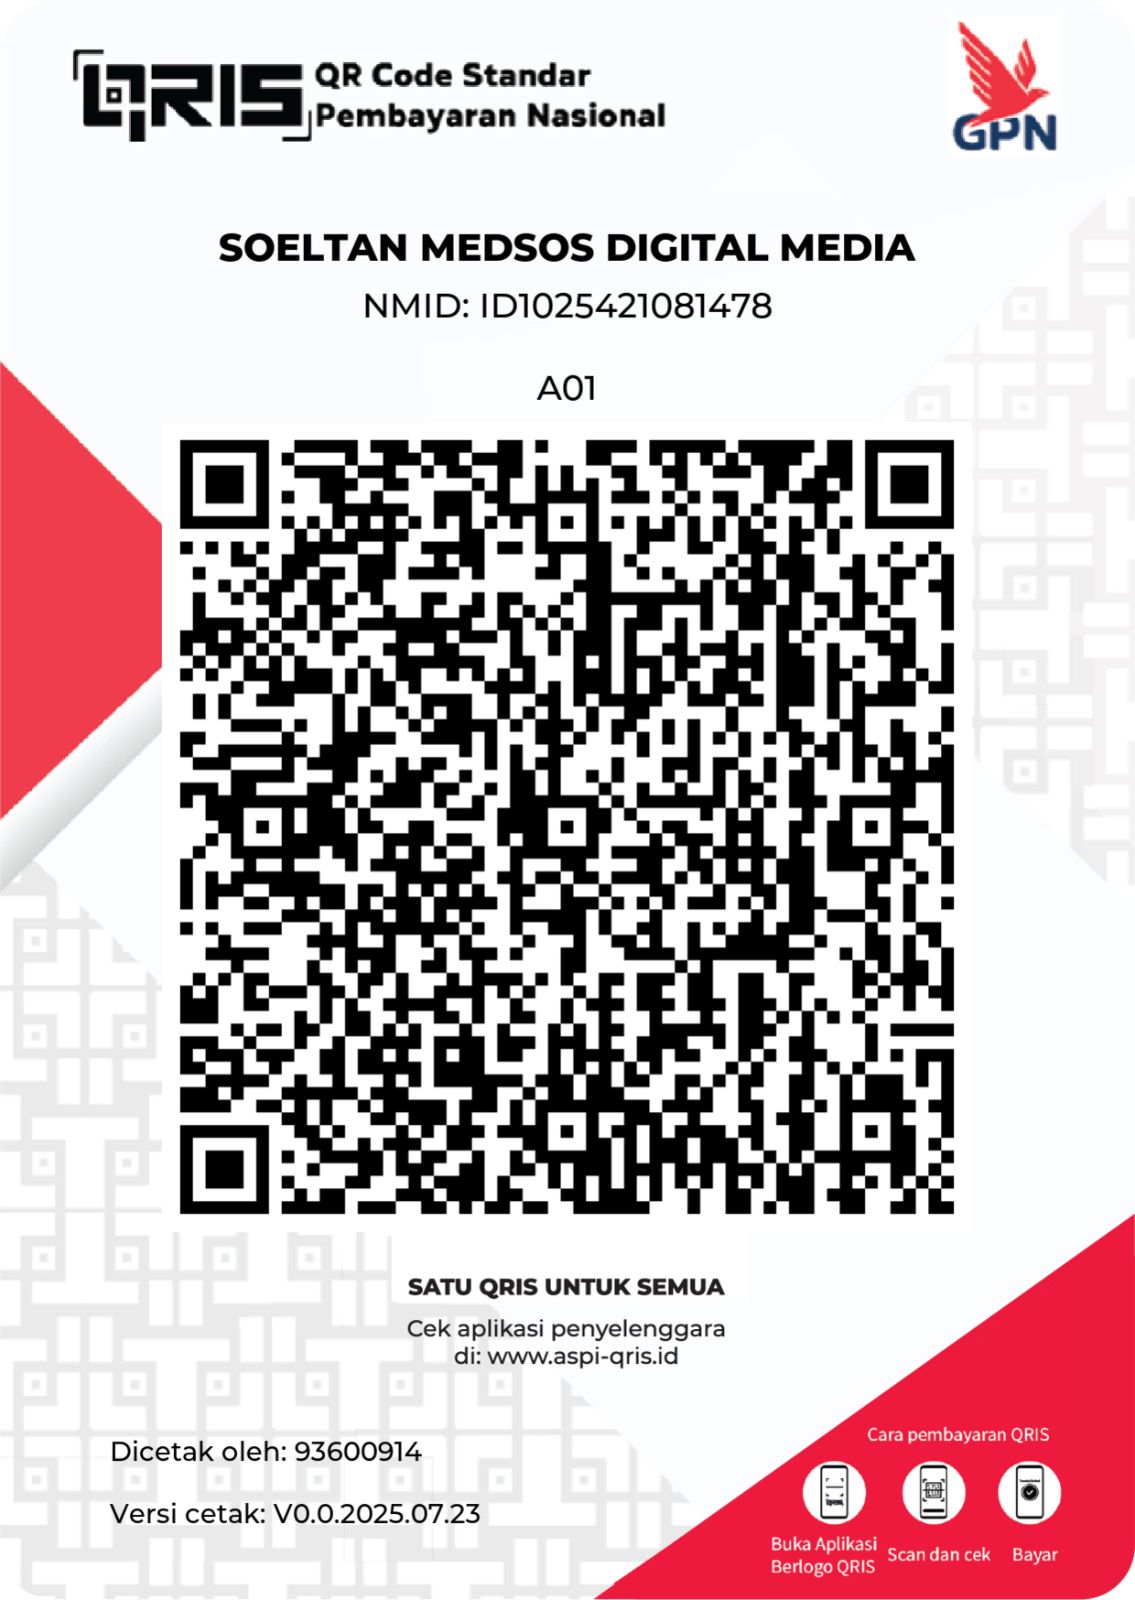 QRIS
QR Code Standar
Pembayaran Nasional
GPN
SOELTAN MEDSOS DIGITAL MEDIA
NMID: ID1025421081478
A01
SATU QRIS UNTUK SEMUA
Cek aplikasi penyelenggara
di: www.aspi-qris.id
Dicetak oleh: 93600914
Versi cetak: V0.0.2025.07.23
Cara pembayaran QRIS
Buka Aplikasi
Berlogo QRIS
Scan dan cek
Bayar